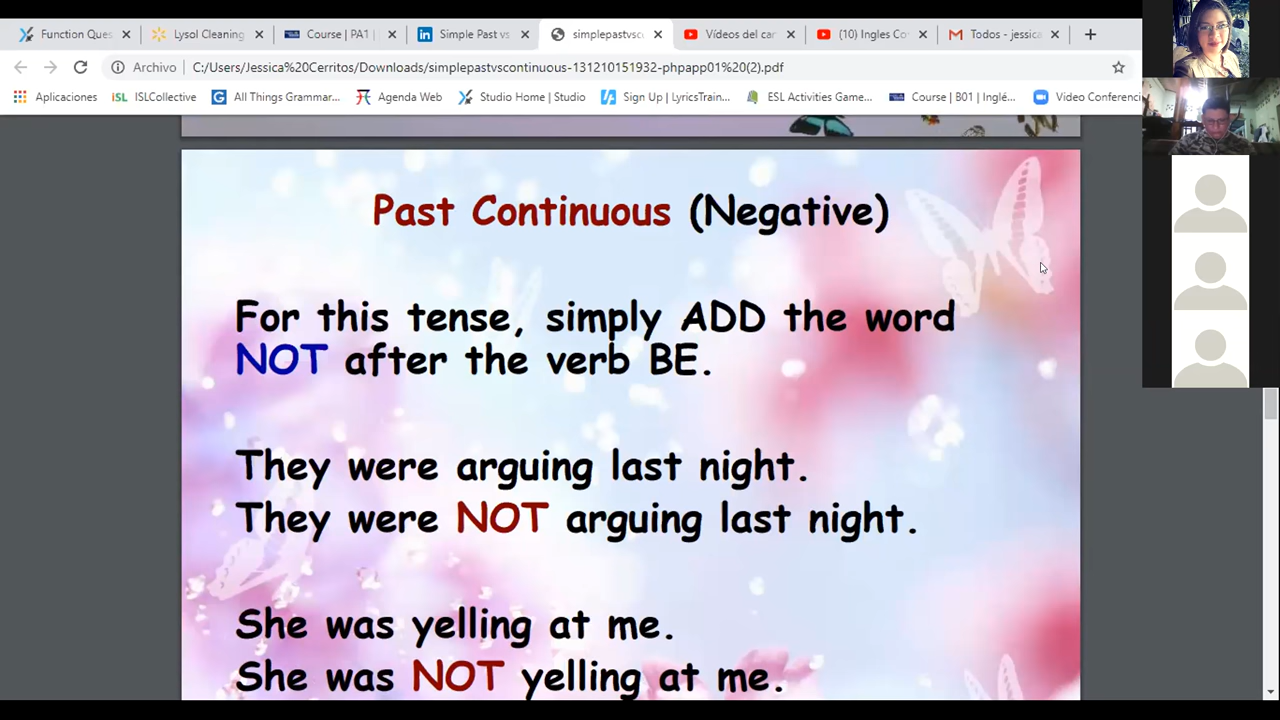 Function Ques
Lysol Cleaning
Course | PA1 |
Simple Past vs
simplepastvsco
Vídeos del car
(10) Ingles Co
Todos - jessica
Archivo
C:/Users/Jessica%20Cerritos/Downloads/simplepastvscontinuous-131210151932-phpapp01%20(2).pdf
Aplicaciones
iSL ISLCollective
All Things Grammar...
Agenda Web
Studio Home | Studio
Sign Up | LyricsTrain...
ESL Activities Game...
Course | B01 | Inglé...
Video Conferenci
Past Continuous (Negative)
For this tense, simply ADD the word
NOT after the verb BE.
They were arguing last night.
They were NOT arguing last night.
She was yelling at me.
She was NOT yelling at me.